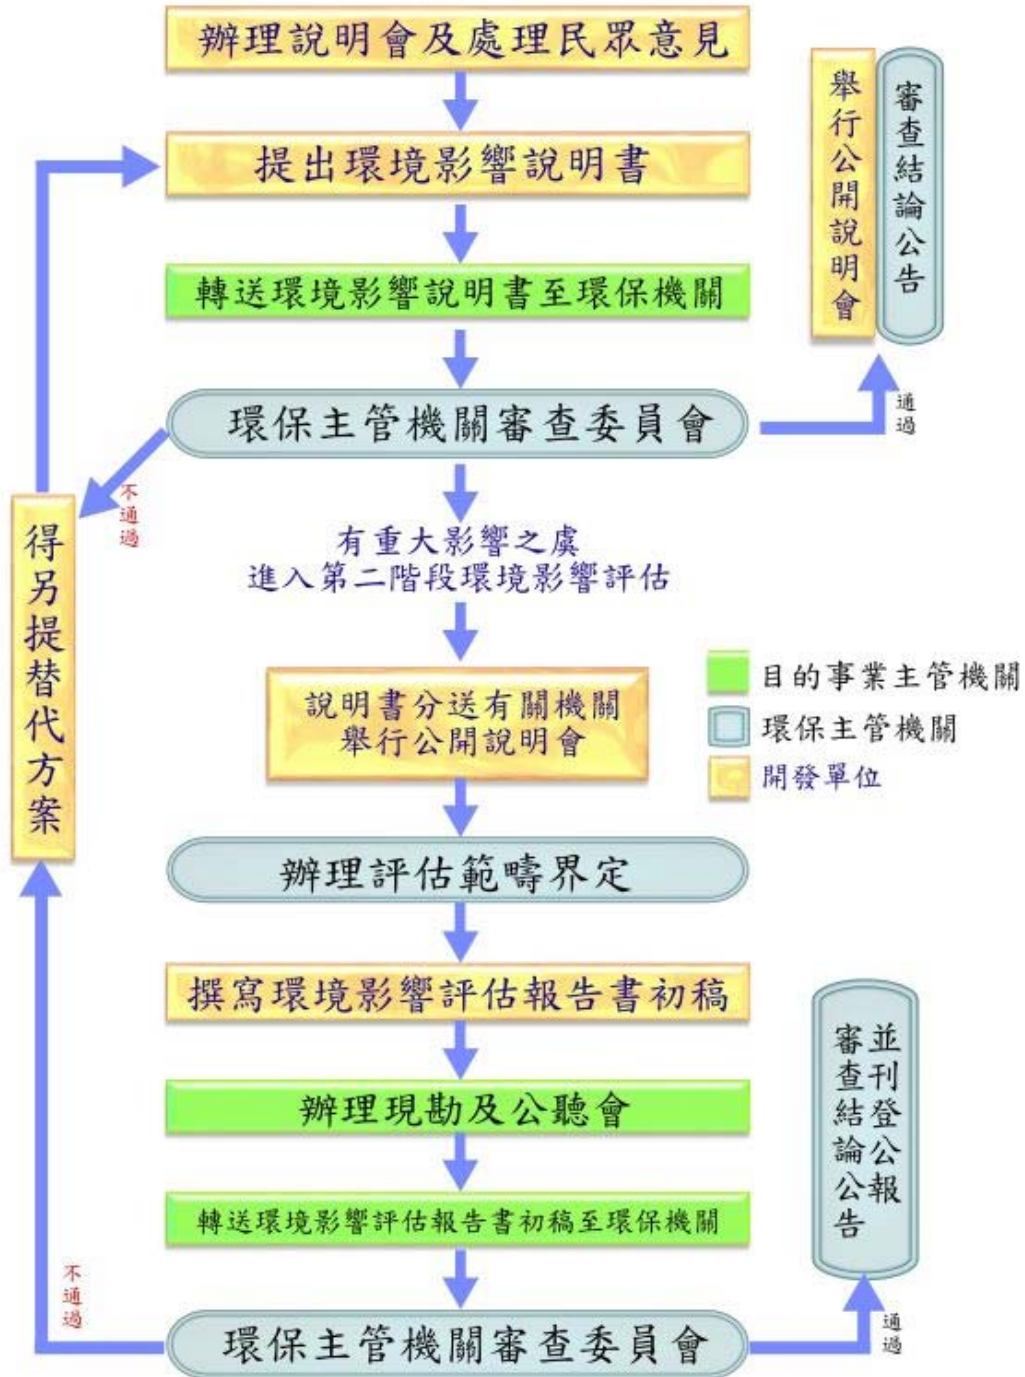 辦理說明會及處理民眾意見
提出環境影響說明書
轉送環境影響說明書至環保機關
環保主管機關審查委員會
通過
舉行公開說明會
審查結論公告
不通過
得另提替代方案
有重大影響之虞
進入第二階段環境影響評估
說明書分送有關機關
舉行公開說明會
目的事業主管機關
環保主管機關
開發單位
辦理評估範疇界定
撰寫環境影響評估報告書初稿
辦理現勘及公聽會
轉送環境影響評估報告書初稿至環保機關
環保主管機關審查委員會
不通過
通過
審查結論公告
並刊登公報